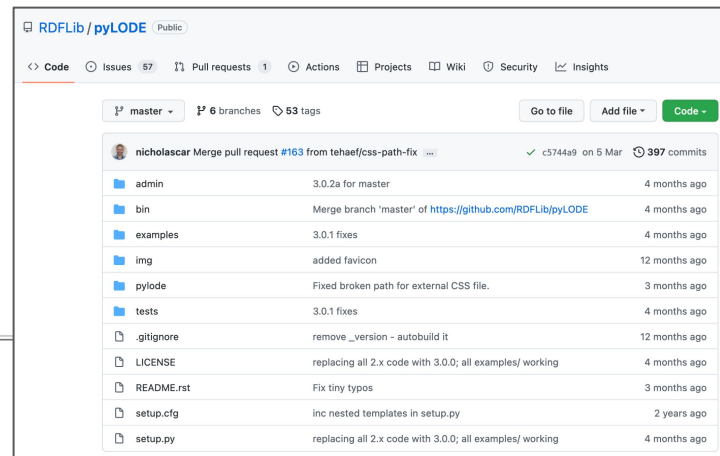 RDFLib / pyLODE Public
Code Issues 57 Pull requests 1 Actions Projects Wiki Security Insights
master 6 branches 53 tags Go to file Add file Code
nicholascar Merge pull request #163 from tehaef/css-path-fix ... c5744a9 on 5 Mar 397 commits
admin 3.0.2a for master 4 months ago
bin Merge branch 'master' of https://github.com/RDFLib/pyLODE 4 months ago
examples 3.0.1 fixes 4 months ago
img added favicon 12 months ago
pylode Fixed broken path for external CSS file. 3 months ago
tests 3.0.1 fixes 4 months ago
.gitignore remove _version - autobuild it 12 months ago
LICENSE replacing all 2.x code with 3.0.0; all examples/ working 4 months ago
README.rst Fix tiny typos 3 months ago
setup.cfg inc nested templates in setup.py 2 years ago
setup.py replacing all 2.x code with 3.0.0; all examples/ working 4 months ago